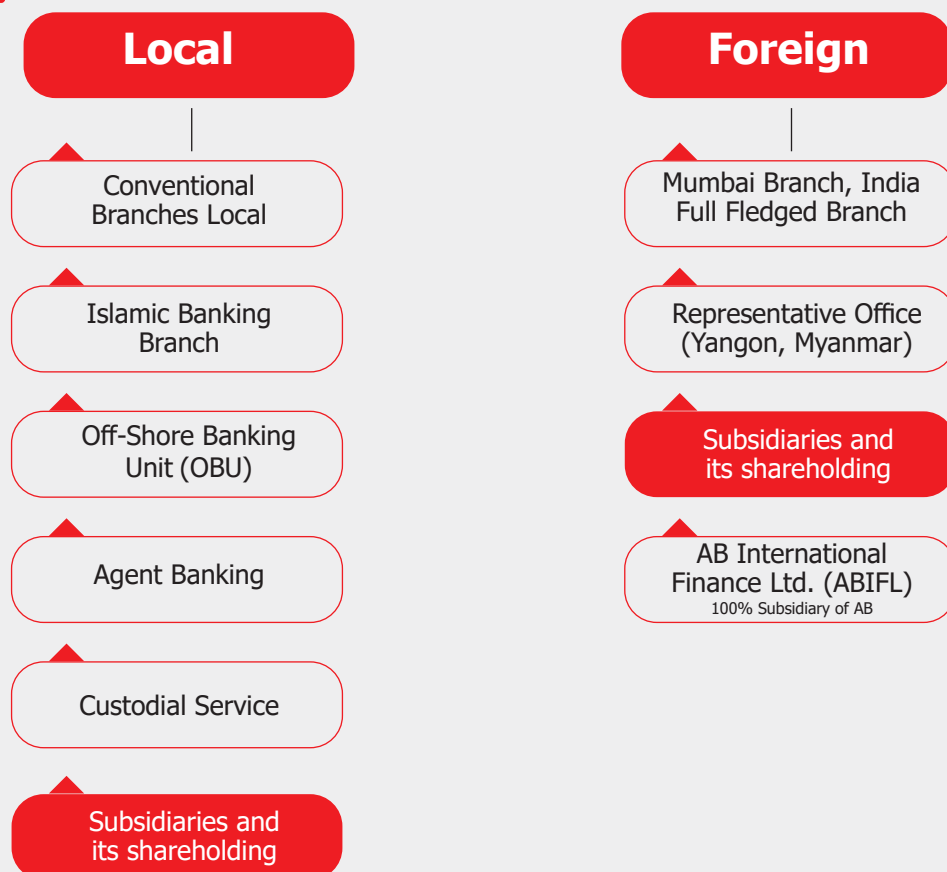 Local
Conventional
Branches Local
Islamic Banking
Branch
Off-Shore Banking
Unit (OBU)
Agent Banking
Custodial Service
Subsidiaries and
its shareholding
Foreign
Mumbai Branch, India
Full Fledged Branch
Representative Office
(Yangon, Myanmar)
Subsidiaries and
its shareholding
AB International
Finance Ltd. (ABIFL)
100% Subsidiary of AB